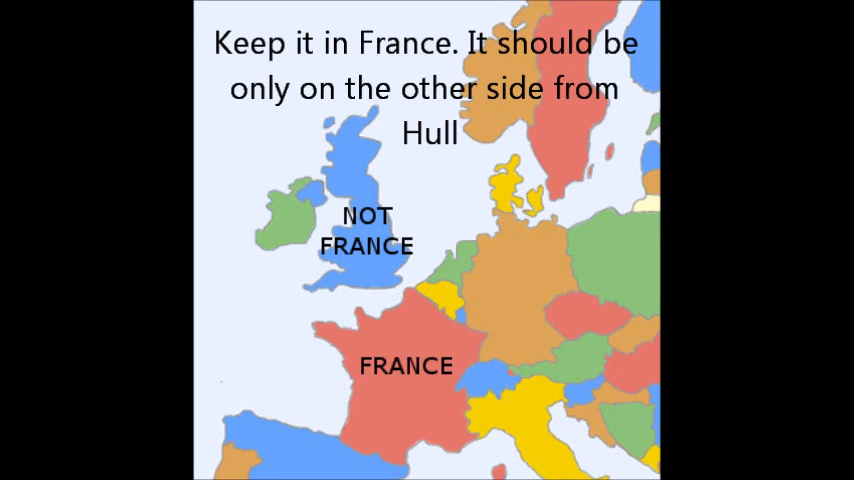 Keep it in France. It should be
only on the other side from
Hull
NOT
FRANCE
FRANCE